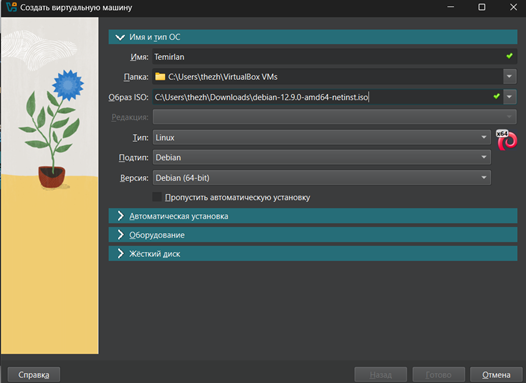 Создать виртуальную машину
Имя и тип ОС
Имя: Temirlan
Папка: C:\Users\thezh\VirtualBox VMs
Образ ISO: C:\Users\thezh\Downloads\debian-12.9.0-amd64-netinst.iso
Редакция:
Тип: Linux
x64
Подтип: Debian
Версия: Debian (64-bit)
Пропустить автоматическую установку
Автоматическая установка
Оборудование
Жёсткий диск
Справка Назад Готово Отмена